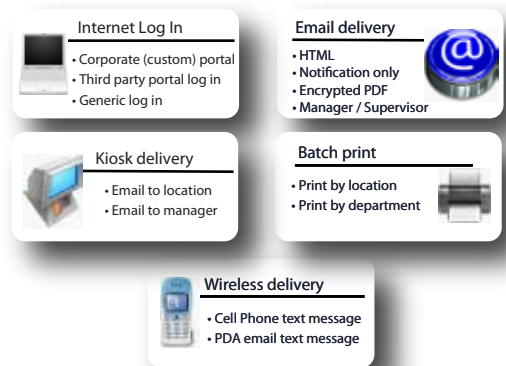 Internet Log In
• Corporate (custom) portal
• Third party portal log in
• Generic log in
Email delivery
• HTML
• Notification only
• Encrypted PDF
• Manager / Supervisor
@
Kiosk delivery
• Email to location
• Email to manager
Batch print
• Print by location
• Print by department
Wireless delivery
• Cell Phone text message
• PDA email text message